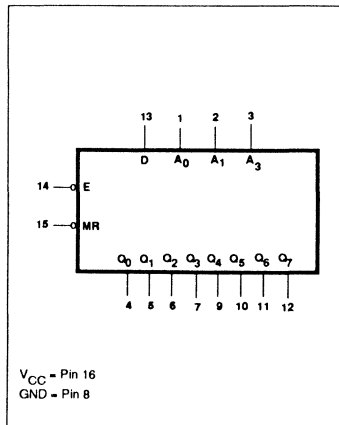 13 1 2 3
D A0 A1 A3
14 E
15 MR
Q0 Q1 Q2 Q3 Q4 Q5 Q6 Q7
4 5 6 7 9 10 11 12
VCC = Pin 16
GND = Pin 8